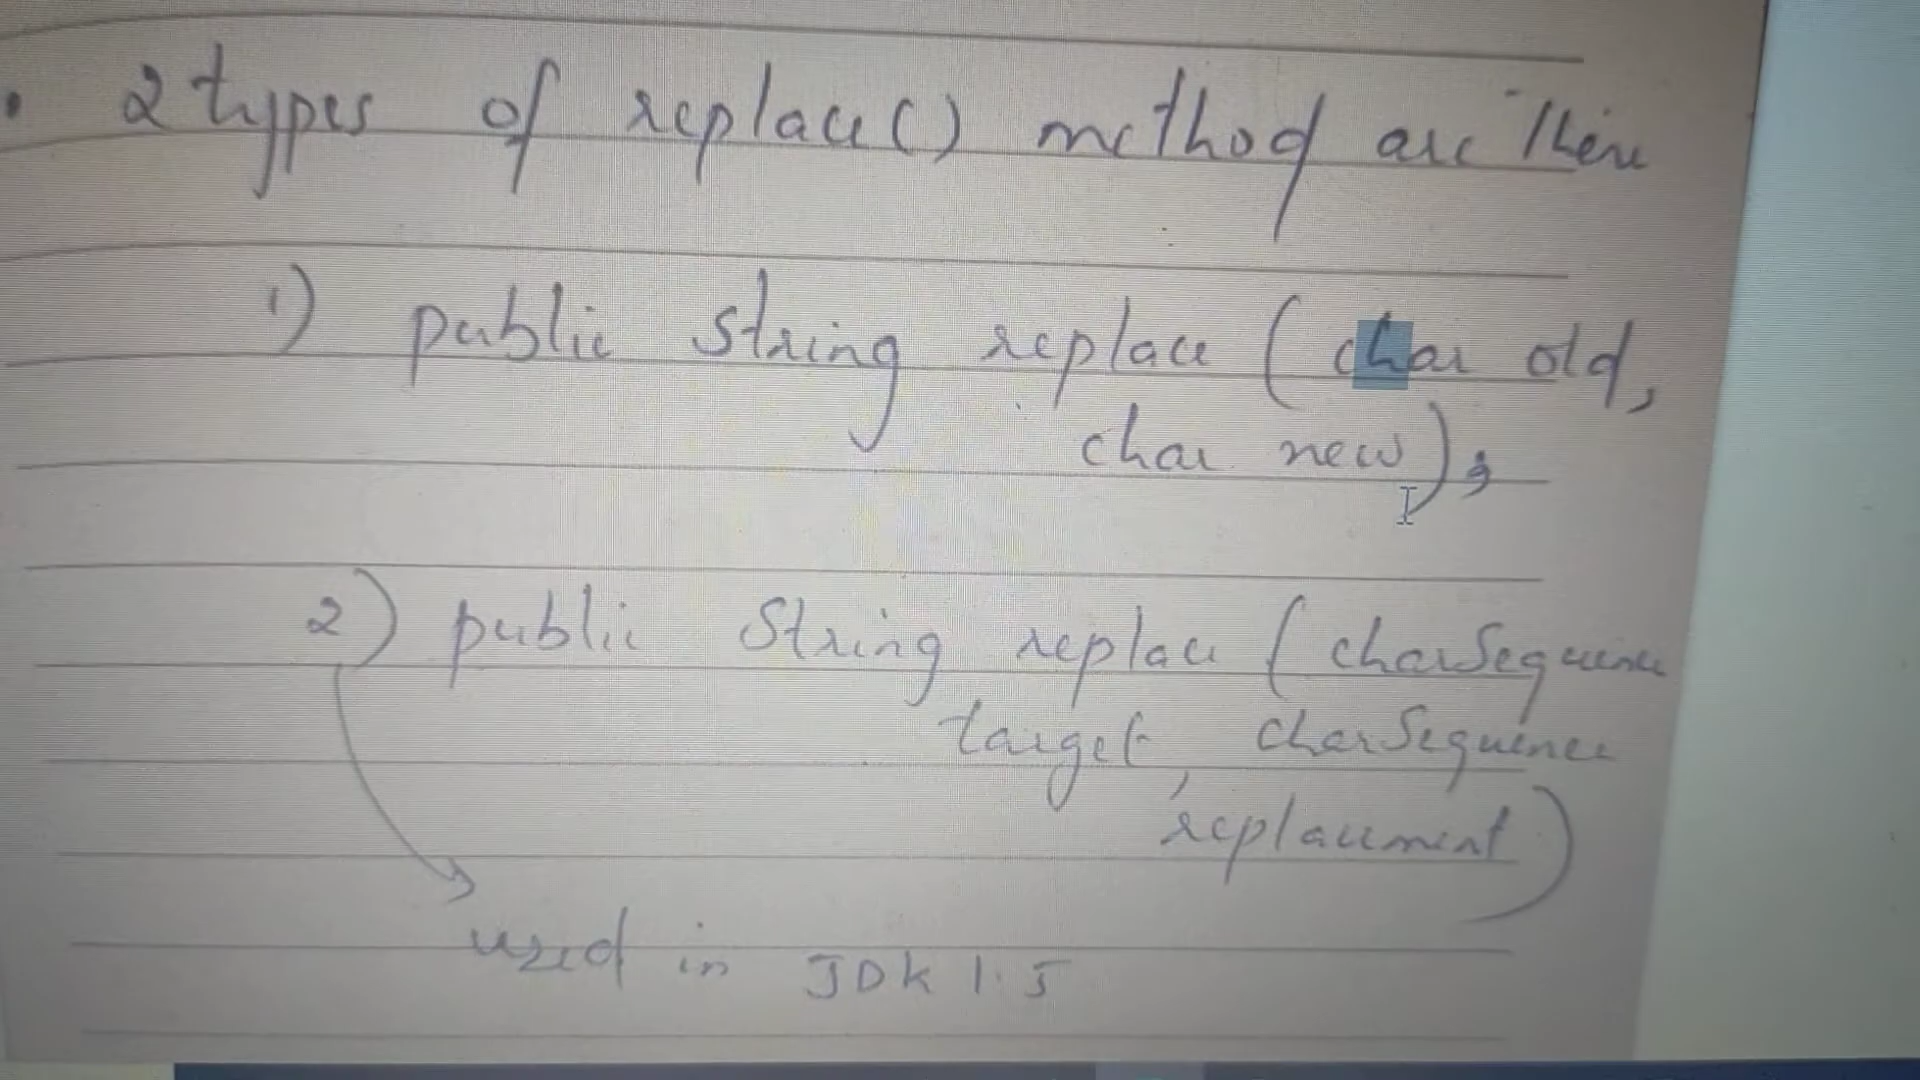 • 2 types of replace() method are there
1) public string replace (char old,
char new);
2) public String replace (charSequence
target, charSequence
replacement)
used in JDK 1.5